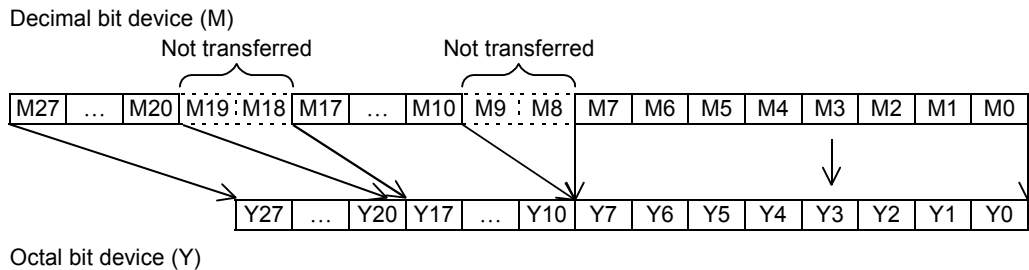 Decimal bit device (M)
Not transferred Not transferred
M27 … M20 M19 M18 M17 … M10 M9 M8 M7 M6 M5 M4 M3 M2 M1 M0
Y27 … Y20 Y17 … Y10 Y7 Y6 Y5 Y4 Y3 Y2 Y1 Y0
Octal bit device (Y)